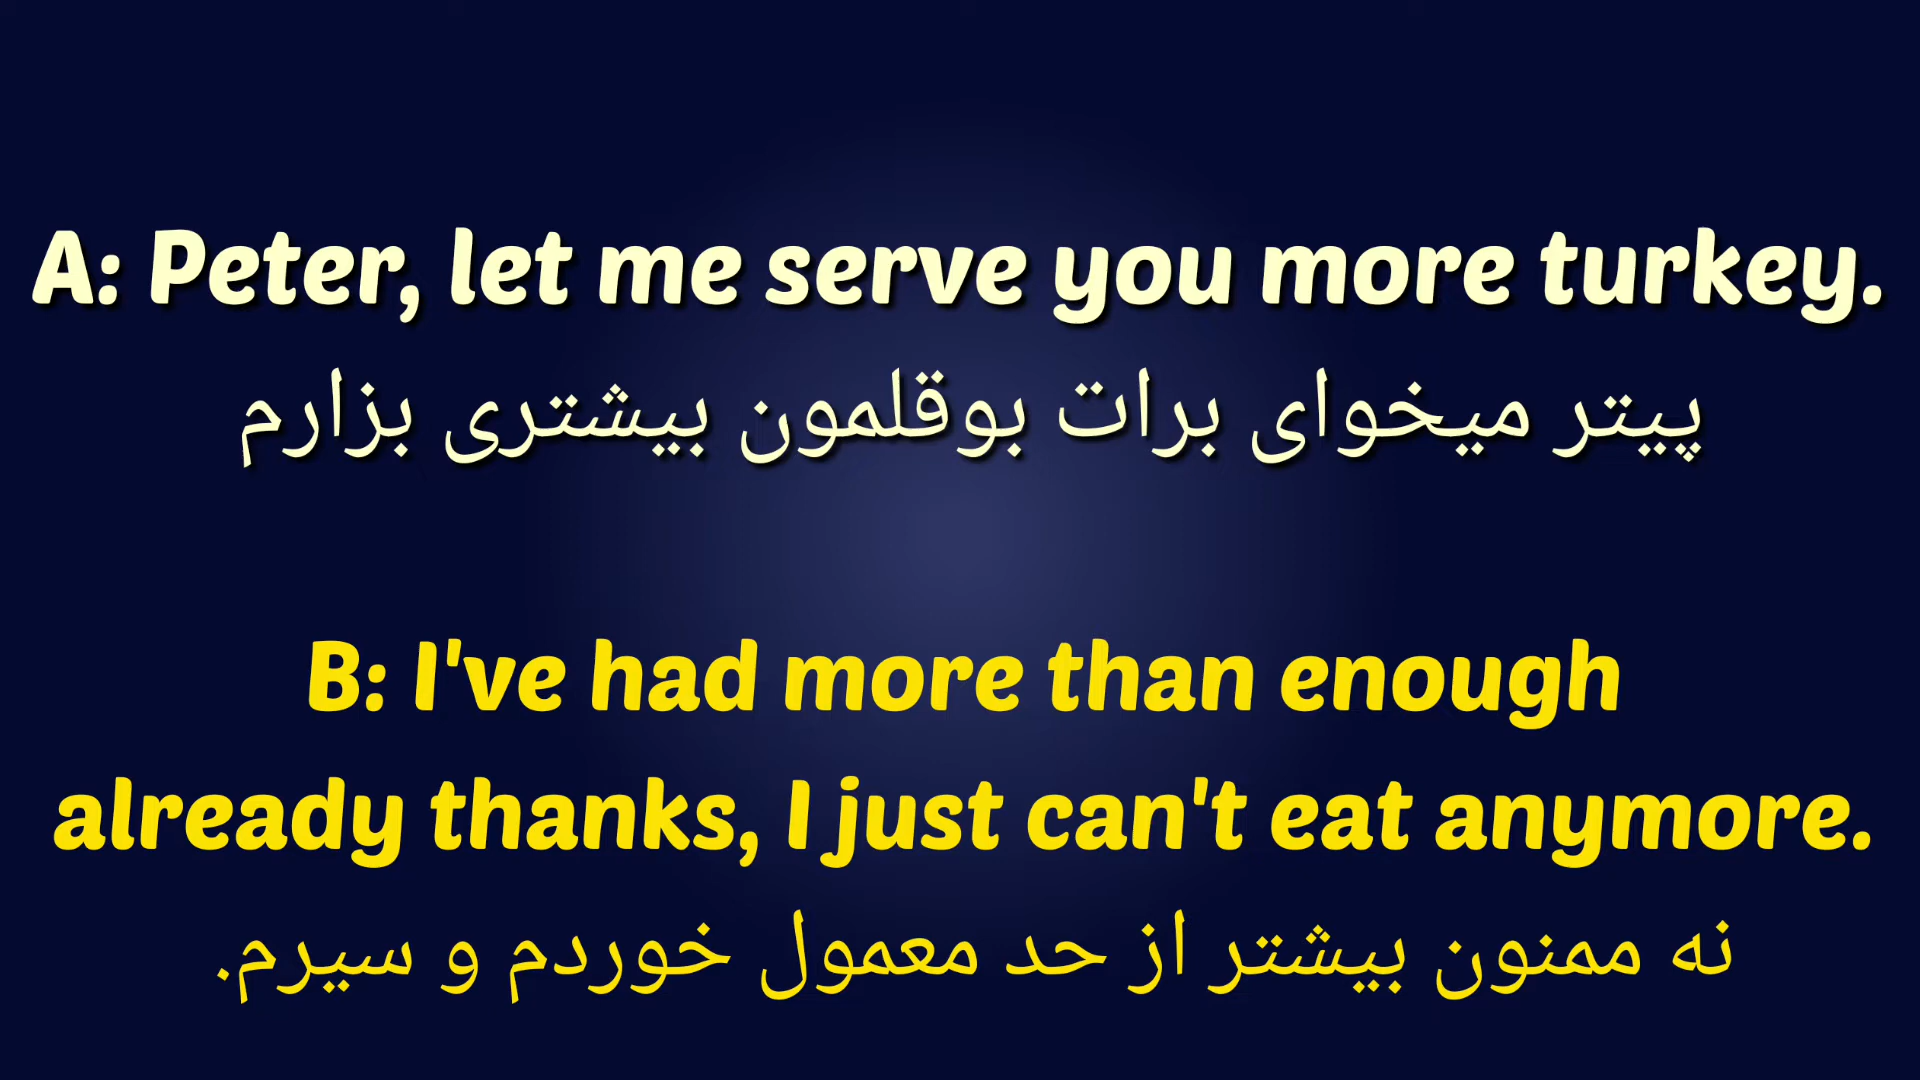 A: Peter, let me serve you more turkey.
پیتر میخوای برات بوقلمون بیشتری بزارم
B: I've had more than enough
already thanks, I just can't eat anymore.
نه ممنون بیشتر از حد معمول خوردم و سیرم.